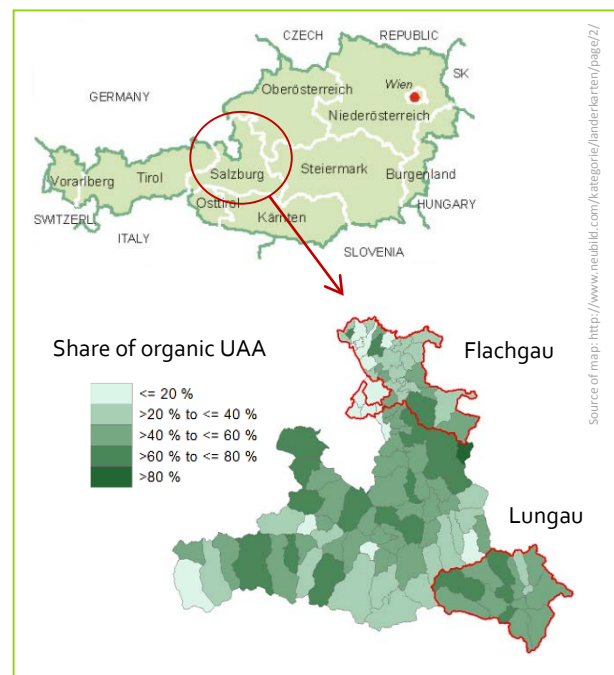 CZECH REPUBLIC
Oberösterreich
Wien
SK
GERMANY
Niederösterreich
Vorarlberg
Tirol
Salzburg
Steiermark
Burgenland
Osttirol
Kärnten
SWITZERL
HUNGARY
ITALY
SLOVENIA
Source of map: http://www.neubild.com/kategorie/landerkarten/page/2/
Share of organic UAA
<= 20 %
>20 % to <= 40 %
>40 % to <= 60 %
>60 % to <= 80 %
>80 %
Flachgau
Lungau